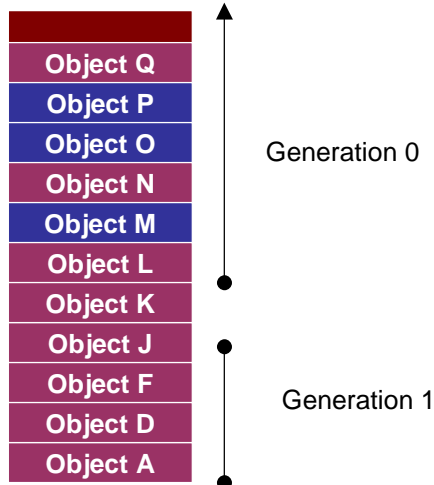 Object Q
Object P
Object O
Generation 0
Object N
Object M
Object L
Object K
Object J
Object F
Generation 1
Object D
Object A